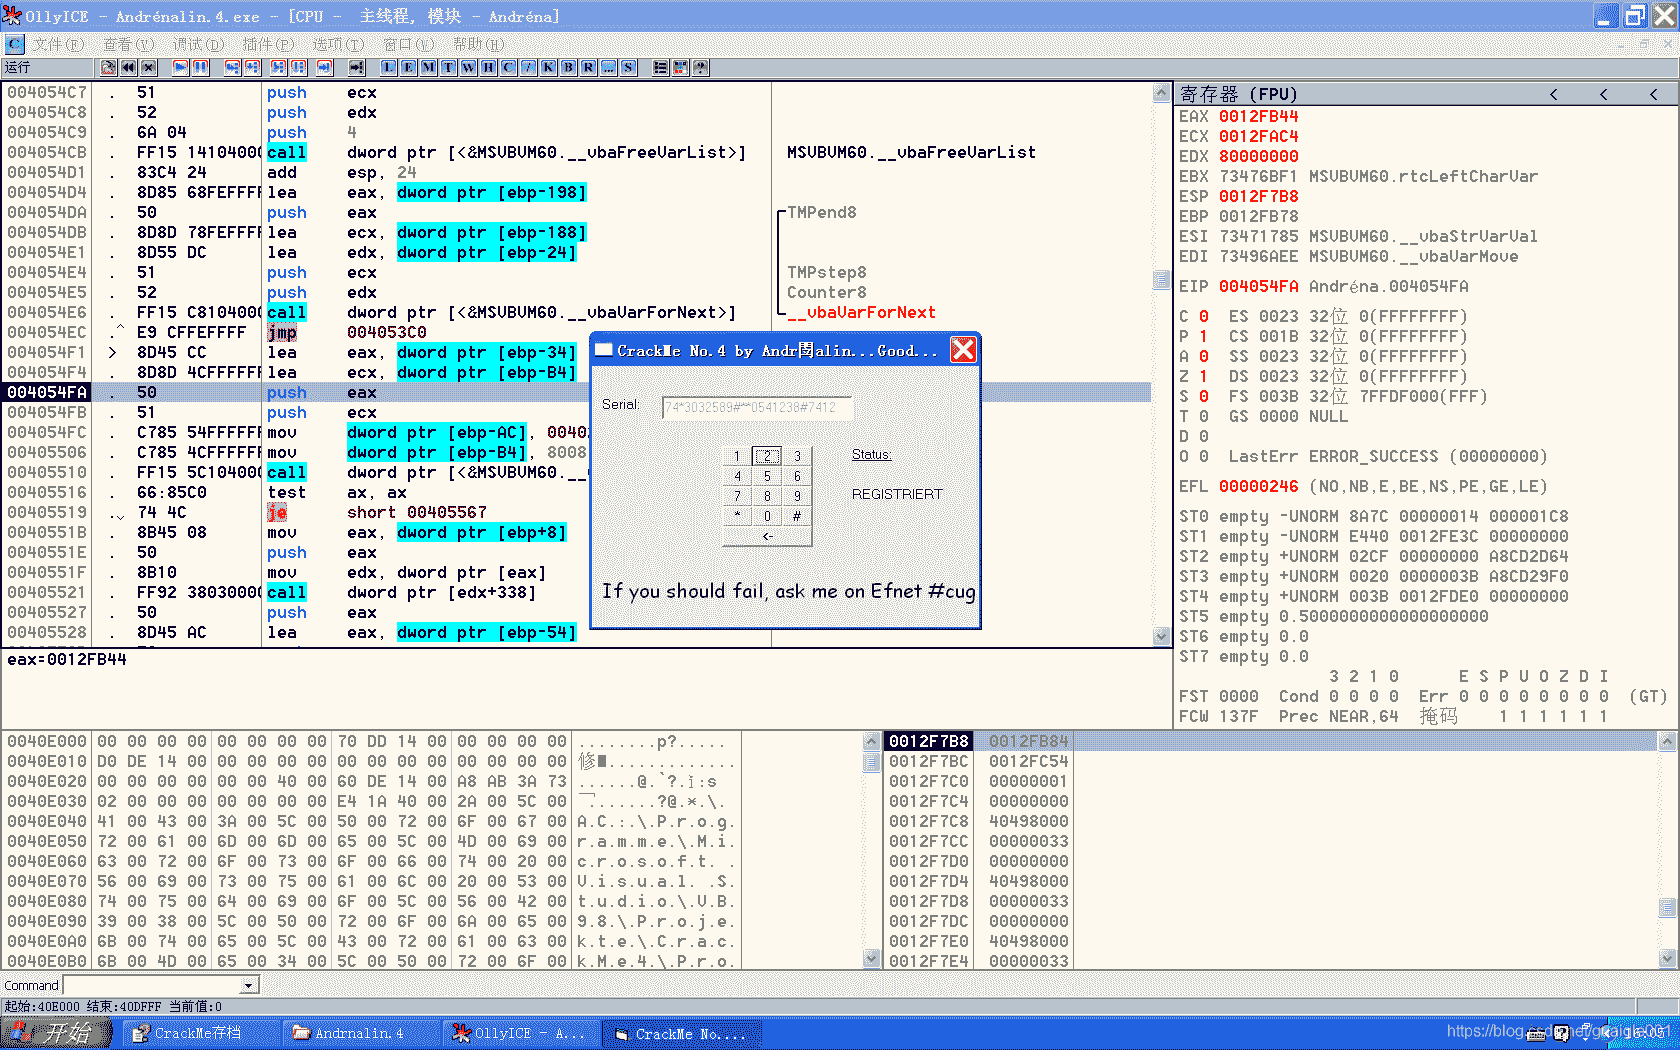 OllyICE - Andrénalin.4.exe - [CPU - 主线程, 模块 - Andréna]
文件(F) 查看(V) 调试(D) 插件(P) 选项(T) 窗口(W) 帮助(H)
运行 L E M T W H C / K B R ... S ?
004054C7 . 51 push ecx
004054C8 . 52 push edx
004054C9 . 6A 04 push 4
004054CB . FF15 1410400 call dword ptr [<&MSVBVM60.__vbaFreeVarList>] MSVBVM60.__vbaFreeVarList
004054D1 . 83C4 24 add esp, 24
004054D4 . 8D85 68FEFFFF lea eax, dword ptr [ebp-198]
004054DA . 50 push eax TMPend8
004054DB . 8D8D 78FEFFFF lea ecx, dword ptr [ebp-188]
004054E1 . 8D55 DC lea edx, dword ptr [ebp-24]
004054E4 . 51 push ecx TMPstep8
004054E5 . 52 push edx Counter8
004054E6 . FF15 C810400 call dword ptr [<&MSVBVM60.__vbaVarForNext>] __vbaVarForNext
004054EC .^ E9 CFFEFFFF jmp 004053C0
004054F1 > 8D45 CC lea eax, dword ptr [ebp-34]
004054F4 . 8D8D 4CFFFFFF lea ecx, dword ptr [ebp-B4]
004054FA . 50 push eax
004054FB . 51 push ecx
004054FC . C785 54FFFFFF mov dword ptr [ebp-AC], 0040
00405506 . C785 4CFFFFFF mov dword ptr [ebp-B4], 8008
00405510 . FF15 5C10400 call dword ptr [<&MSVBVM60.__
00405516 . 66:85C0 test ax, ax
00405519 . 74 4C je short 00405567
0040551B . 8B45 08 mov eax, dword ptr [ebp+8]
0040551E . 50 push eax
0040551F . 8B10 mov edx, dword ptr [eax]
00405521 . FF92 3803000 call dword ptr [edx+338]
00405527 . 50 push eax
00405528 . 8D45 AC lea eax, dword ptr [ebp-54]
eax=0012FB44
寄存器 (FPU) < < <
EAX 0012FB44
ECX 0012FAC4
EDX 80000000
EBX 73476BF1 MSVBVM60.rtcLeftCharVar
ESP 0012F7B8
EBP 0012FB78
ESI 73471785 MSVBVM60.__vbaStrVarVal
EDI 73496AEE MSVBVM60.__vbaVarMove
EIP 004054FA Andréna.004054FA
C 0 ES 0023 32位 0(FFFFFFFF)
P 1 CS 001B 32位 0(FFFFFFFF)
A 0 SS 0023 32位 0(FFFFFFFF)
Z 1 DS 0023 32位 0(FFFFFFFF)
S 0 FS 003B 32位 7FFDF000(FFF)
T 0 GS 0000 NULL
D 0
O 0 LastErr ERROR_SUCCESS (00000000)
EFL 00000246 (NO,NB,E,BE,NS,PE,GE,LE)
ST0 empty -UNORM 8A7C 00000014 000001C8
ST1 empty -UNORM E440 0012FE3C 00000000
ST2 empty +UNORM 02CF 00000000 A8CD2D64
ST3 empty +UNORM 0020 0000003B A8CD29F0
ST4 empty +UNORM 003B 0012FDE0 00000000
ST5 empty 0.5000000000000000000
ST6 empty 0.0
ST7 empty 0.0
3 2 1 0 E S P U O Z D I
FST 0000 Cond 0 0 0 0 Err 0 0 0 0 0 0 0 0 (GT)
FCW 137F Prec NEAR,64 掩码 1 1 1 1 1 1
CrackMe No.4 by Andr閚alin...Good...
Serial: 74*3032589#**0541238#7412
1 2 3 Status:
4 5 6
7 8 9 REGISTRIERT
* 0 #
<-
If you should fail, ask me on Efnet #cug
0040E000 00 00 00 00 00 00 00 00 70 DD 14 00 00 00 00 00 ........p?.....
0040E010 D0 DE 14 00 00 00 00 00 00 00 00 00 00 00 00 00
0040E020 00 00 00 00 00 00 40 00 60 DE 14 00 A8 AB 3A 73
0040E030 02 00 00 00 00 00 00 00 E4 1A 40 00 2A 00 5C 00
0040E040 41 00 43 00 3A 00 5C 00 50 00 72 00 6F 00 67 00 A.C.:.\.P.r.o.g.
0040E050 72 00 61 00 6D 00 6D 00 65 00 5C 00 4D 00 69 00 r.a.m.m.e.\.M.i.
0040E060 63 00 72 00 6F 00 73 00 6F 00 66 00 74 00 20 00 c.r.o.s.o.f.t. .
0040E070 56 00 69 00 73 00 75 00 61 00 6C 00 20 00 53 00 V.i.s.u.a.l. .S.
0040E080 74 00 75 00 64 00 69 00 6F 00 5C 00 56 00 42 00 t.u.d.i.o.\.V.B.
0040E090 39 00 38 00 5C 00 50 00 72 00 6F 00 6A 00 65 00 9.8.\.P.r.o.j.e.
0040E0A0 6B 00 74 00 65 00 5C 00 43 00 72 00 61 00 63 00 k.t.e.\.C.r.a.c.
0040E0B0 6B 00 4D 00 65 00 34 00 5C 00 50 00 72 00 6F 00 k.M.e.4.\.P.r.o.
0012F7B8 0012FB84
0012F7BC 0012FC54
0012F7C0 00000001
0012F7C4 00000000
0012F7C8 40498000
0012F7CC 00000033
0012F7D0 00000000
0012F7D4 40498000
0012F7D8 00000033
0012F7DC 00000000
0012F7E0 40498000
0012F7E4 00000033
Command
起始:40E000 结束:40DFFF 当前值:0
开始 CrackMe存档 Andrnalin.4 OllyICE - A... CrackMe No....